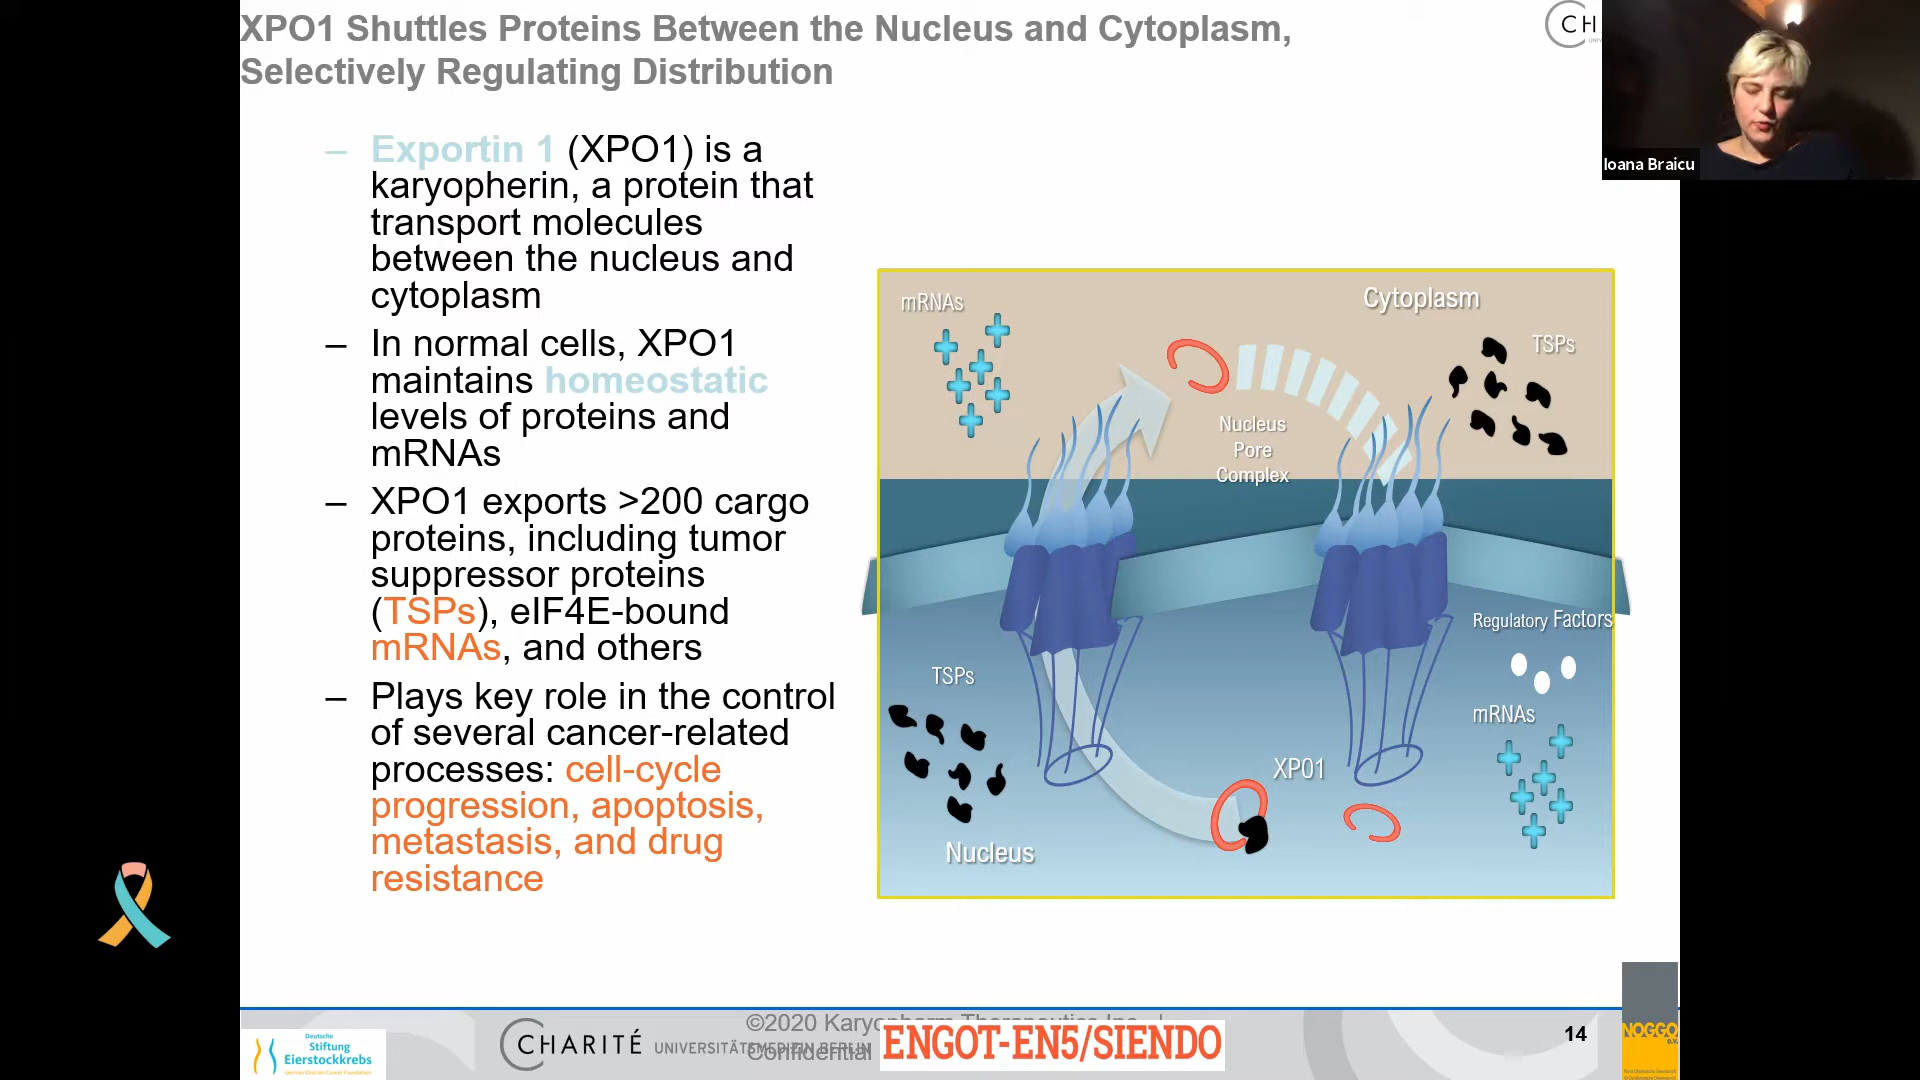 XPO1 Shuttles Proteins Between the Nucleus and Cytoplasm,
Selectively Regulating Distribution
CH
Ioana Braicu
– Exportin 1 (XPO1) is a
karyopherin, a protein that
transport molecules
between the nucleus and
cytoplasm
– In normal cells, XPO1
maintains homeostatic
levels of proteins and
mRNAs
– XPO1 exports >200 cargo
proteins, including tumor
suppressor proteins
(TSPs), eIF4E-bound
mRNAs, and others
– Plays key role in the control
of several cancer-related
processes: cell-cycle
progression, apoptosis,
metastasis, and drug
resistance
mRNAs
Cytoplasm
TSPs
Nucleus
Pore
Complex
Regulatory Factors
TSPs
mRNAs
XP01
Nucleus
Deutsche
Stiftung
Eierstockkrebs
CHARITÉ UNIVERSITÄTSMEDIZIN BERLIN
©2020 Karyopharm Therapeutics Inc. |
Confidential
ENGOT-EN5/SIENDO
14
NOGGO
e.V.